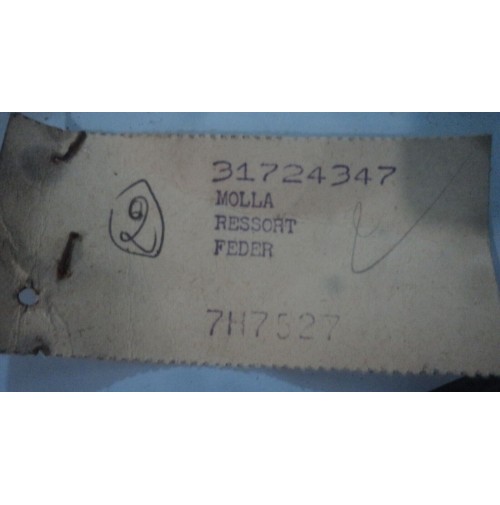 31724347
MOLLA
RESSORT
FEDER
2
7H7527